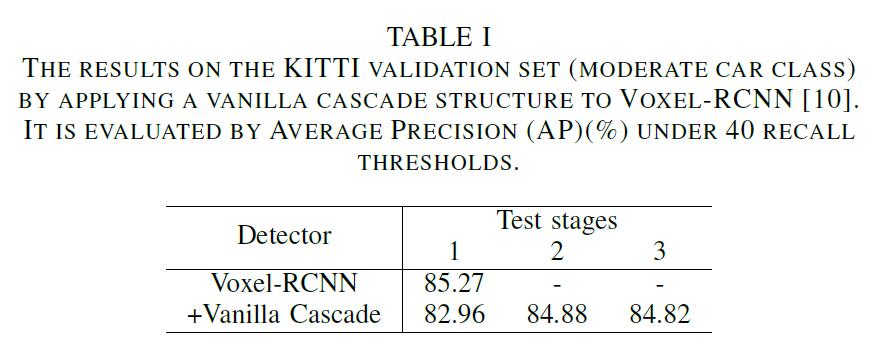 TABLE I
THE RESULTS ON THE KITTI VALIDATION SET (MODERATE CAR CLASS)
BY APPLYING A VANILLA CASCADE STRUCTURE TO VOXEL-RCNN [10].
IT IS EVALUATED BY AVERAGE PRECISION (AP)(%) UNDER 40 RECALL
THRESHOLDS.
Detector Test stages
1 2 3
Voxel-RCNN 85.27 - -
+Vanilla Cascade 82.96 84.88 84.82